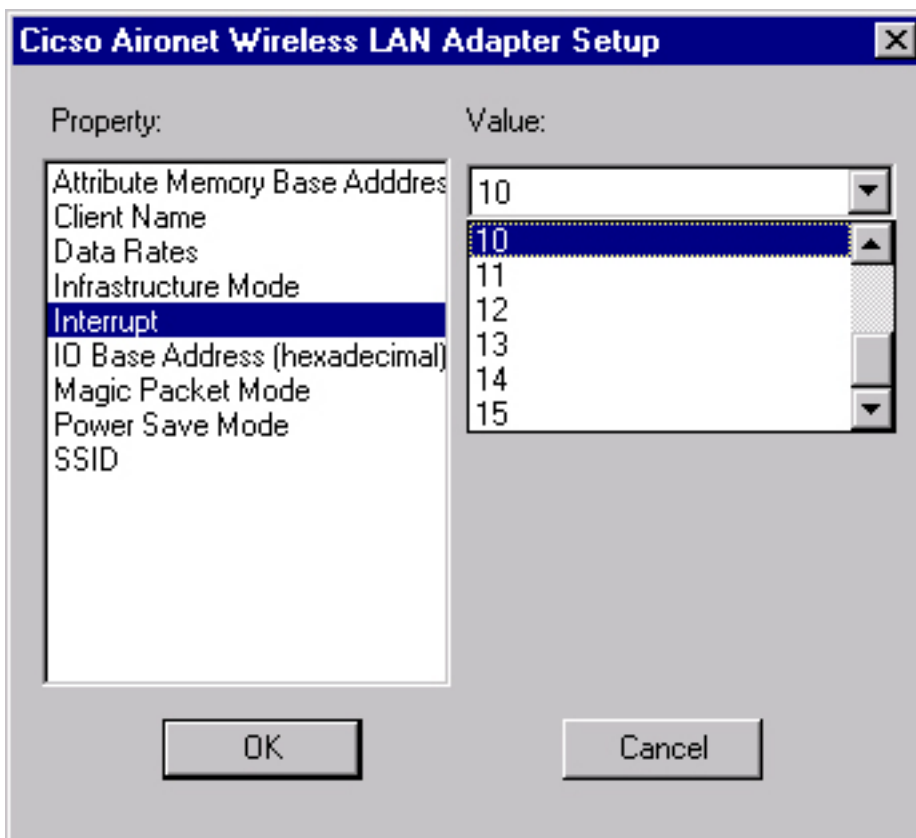 Cicso Aironet Wireless LAN Adapter Setup
Property:
Value:
Attribute Memory Base Adddres
Client Name
Data Rates
Infrastructure Mode
Interrupt
IO Base Address (hexadecimal)
Magic Packet Mode
Power Save Mode
SSID
10
10
11
12
13
14
15
OK
Cancel